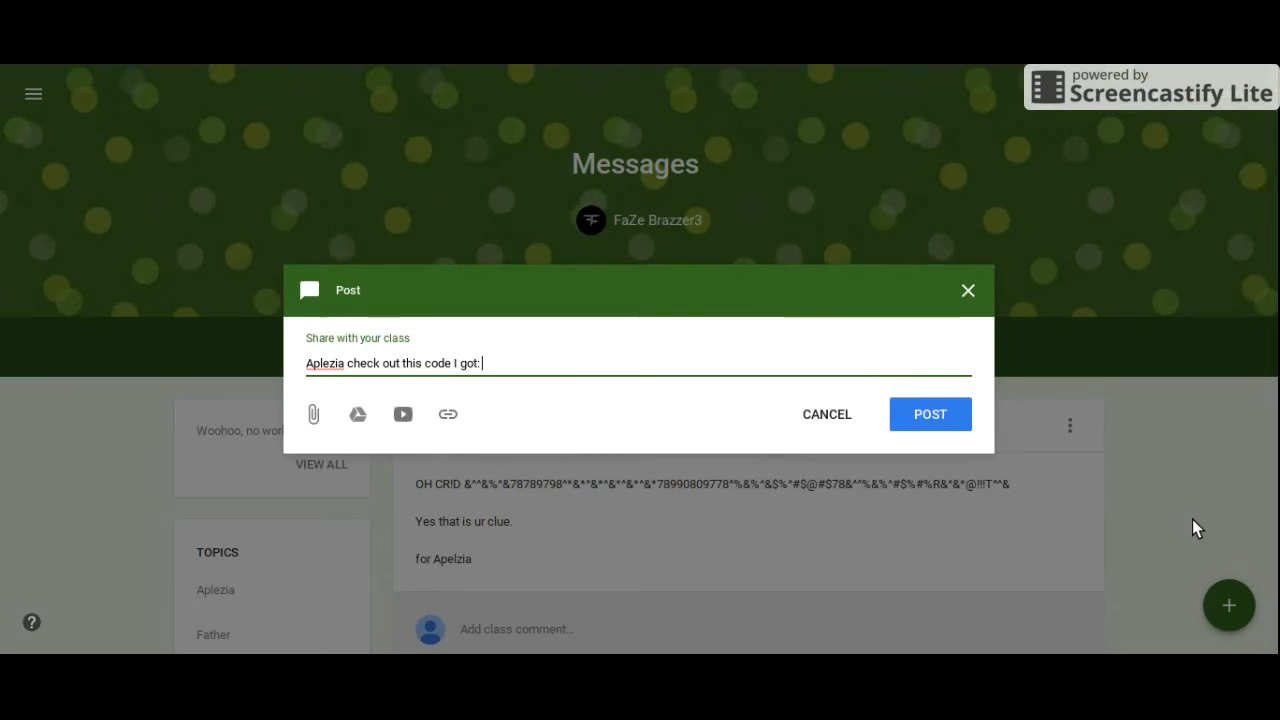 powered by
Screencastify Lite
Messages
FaZe Brazzer3
Post
Share with your class
Aplezia check out this code I got:
CANCEL
POST
Woohoo, no wor
VIEW ALL
OH CR!D &^^&%^&78789798^*&**&*^&**&**^&*78990809778^%&%^&$%^#$@#$78&^^%&%^#$%#%R&^&*@!!!T^^&
Yes that is ur clue.
for Apelzia
TOPICS
Aplezia
Father
Add class comment...